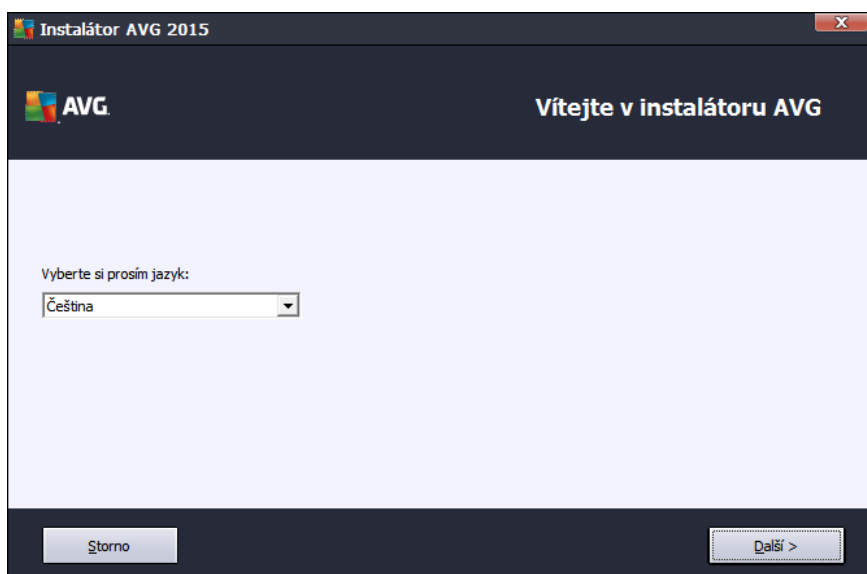 Instalátor AVG 2015
X
AVG.
Vítejte v instalátoru AVG
Vyberte si prosím jazyk:
Čeština
Storno
Další >